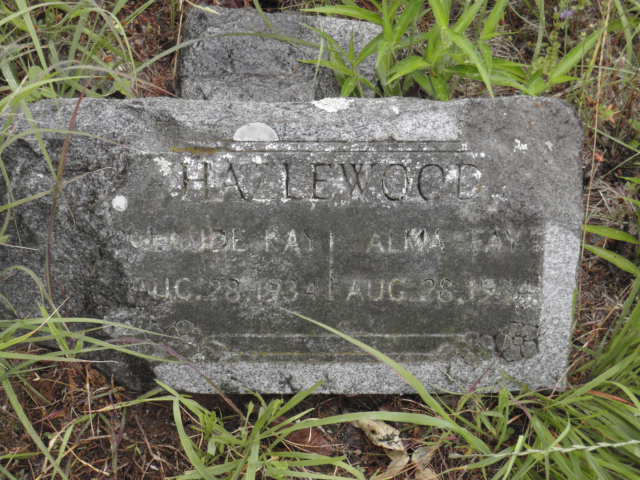 HAZLEWOOD
CLAUDE RAY ALMA FAY
AUG. 28, 1934 AUG. 28, 1934